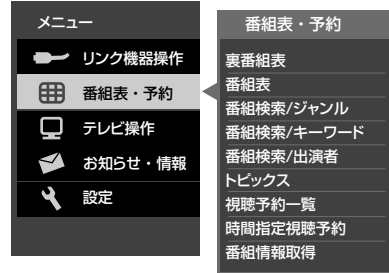 メニュー
リンク機器操作
番組表・予約
テレビ操作
お知らせ・情報
設定
番組表・予約
裏番組表
番組表
番組検索/ジャンル
番組検索/キーワード
番組検索/出演者
トピックス
視聴予約一覧
時間指定視聴予約
番組情報取得